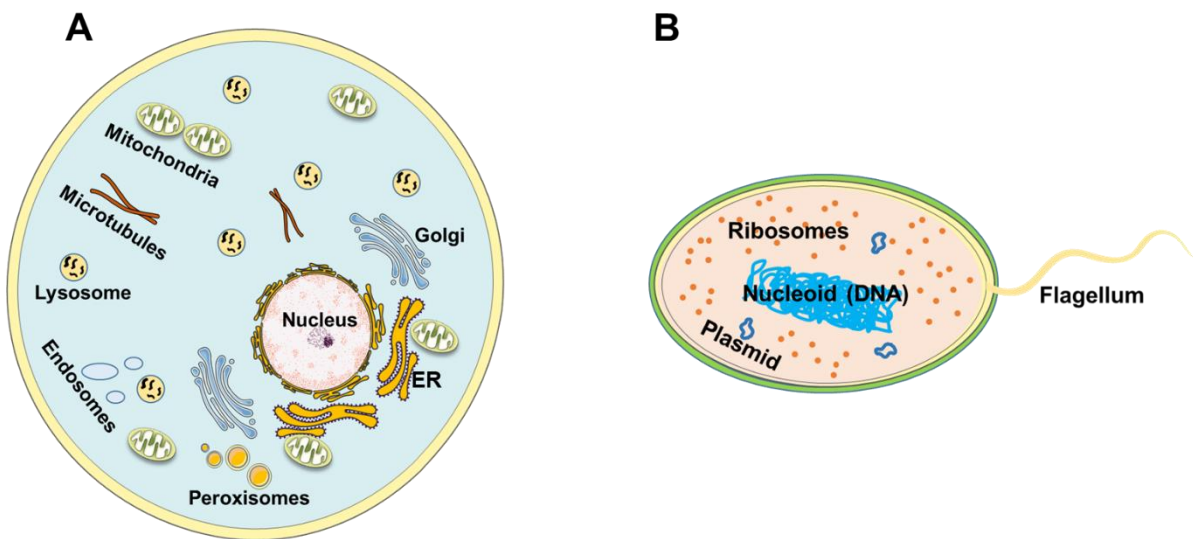 A
Mitochondria
Microtubules
Golgi
Lysosome
Nucleus
Endosomes
ER
Peroxisomes
B
Ribosomes
Nucleoid (DNA)
Flagellum
Plasmid